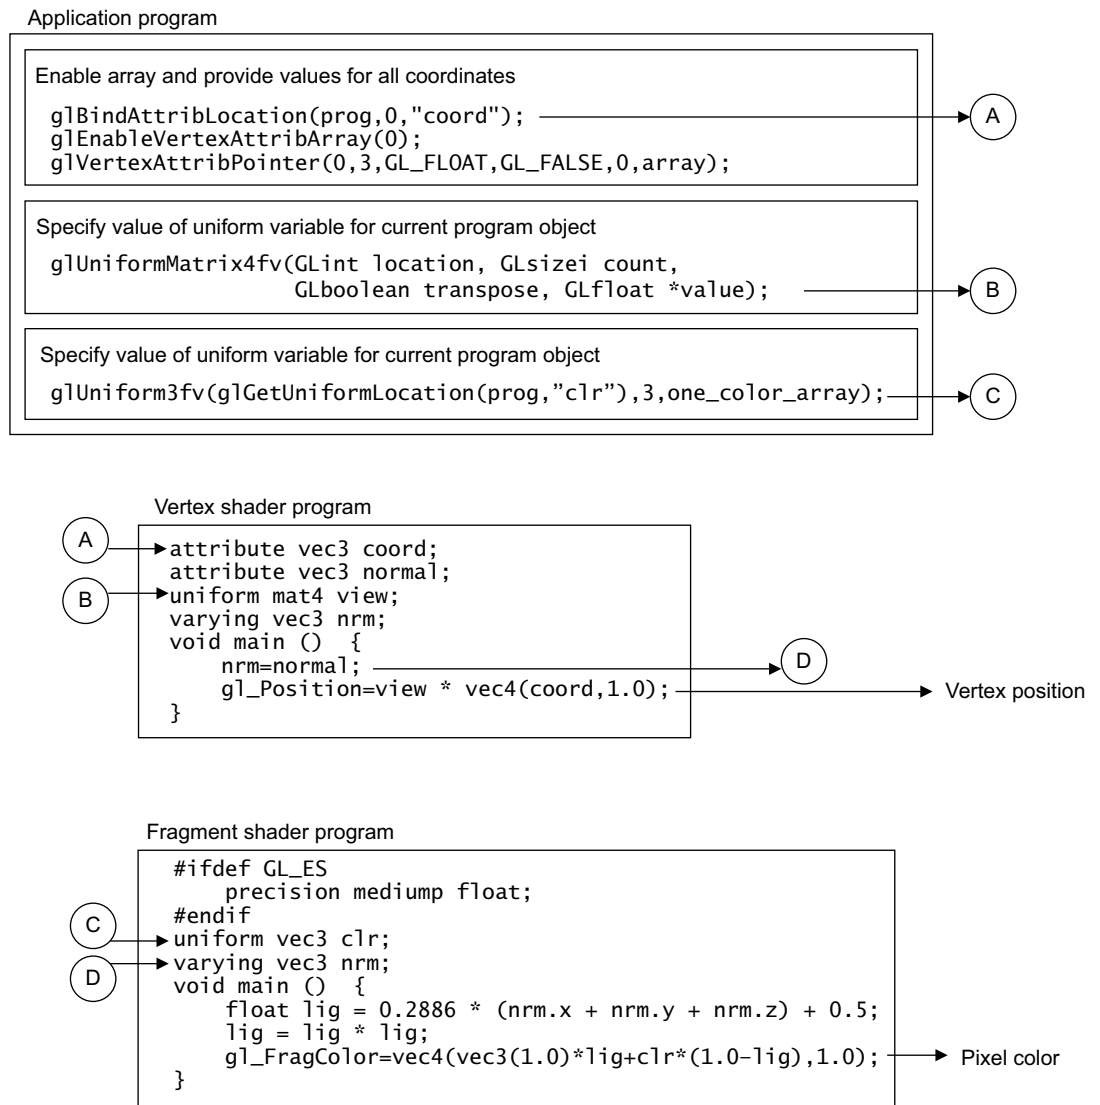 Application program
Enable array and provide values for all coordinates
glBindAttribLocation(prog,0,"coord");
A
glEnableVertexAttribArray(0);
glVertexAttribPointer(0,3,GL_FLOAT,GL_FALSE,0,array);
Specify value of uniform variable for current program object
glUniformMatrix4fv(GLint location, GLsizei count,
GLboolean transpose, GLfloat *value);
B
Specify value of uniform variable for current program object
glUniform3fv(glGetUniformLocation(prog,”clr”),3,one_color_array);
C
Vertex shader program
A
attribute vec3 coord;
attribute vec3 normal;
B
uniform mat4 view;
varying vec3 nrm;
void main () {
nrm=normal;
D
gl_Position=view * vec4(coord,1.0);
Vertex position
}
Fragment shader program
#ifdef GL_ES
precision mediump float;
#endif
C
uniform vec3 clr;
D
varying vec3 nrm;
void main () {
float lig = 0.2886 * (nrm.x + nrm.y + nrm.z) + 0.5;
lig = lig * lig;
gl_FragColor=vec4(vec3(1.0)*lig+clr*(1.0–lig),1.0);
Pixel color
}